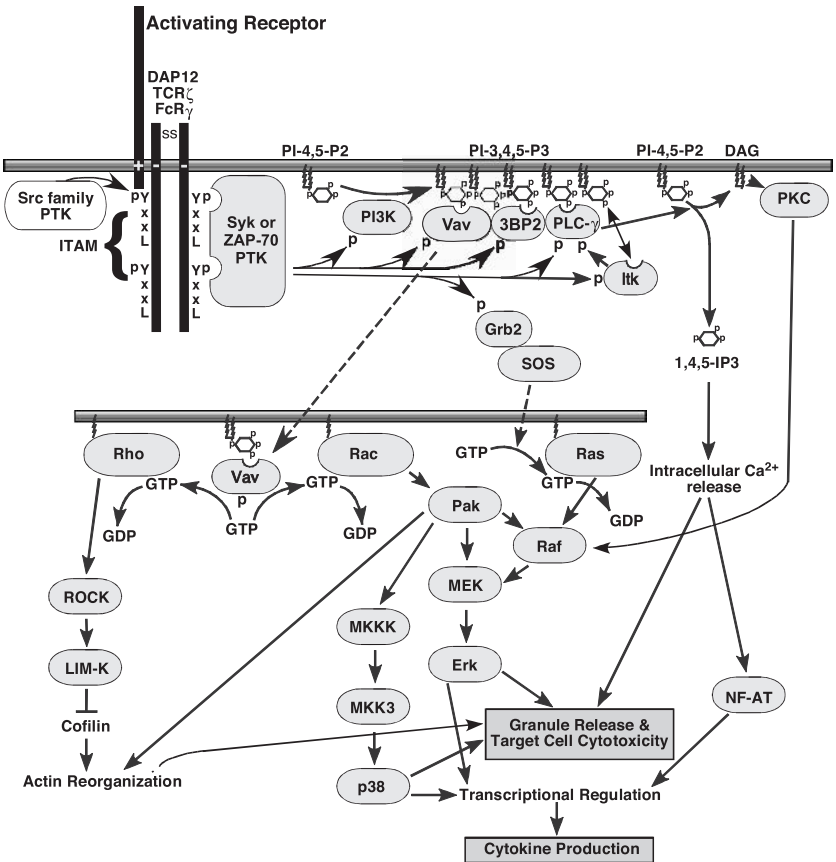 Activating Receptor
DAP12
TCRζ
FcRγ
SS
PI-4,5-P2
PI-3,4,5-P3
PI-4,5-P2
DAG
+
-
-
Src family
PTK
pY
x
x
L
ITAM
pY
x
x
L
Yp
x
x
L
Yp
x
x
L
Syk or
ZAP-70
PTK
p
p
p
PI3K
p
p
p
p
Vav
p
p
p
p
3BP2
p
p
p
p
PLC-γ
p
p
p
p
p
p
p
Itk
p
p
p
p
PKC
p
Grb2
SOS
p
p
p
1,4,5-IP3
Intracellular Ca2+
release
Rho
p
p
p
Vav
p
Rac
GTP
Ras
GTP
GDP
GTP
GTP
GDP
GTP
GDP
Pak
Raf
ROCK
MEK
MKKK
LIM-K
Erk
NF-AT
Cofilin
MKK3
Granule Release &
Target Cell Cytotoxicity
Actin Reorganization
p38
Transcriptional Regulation
Cytokine Production